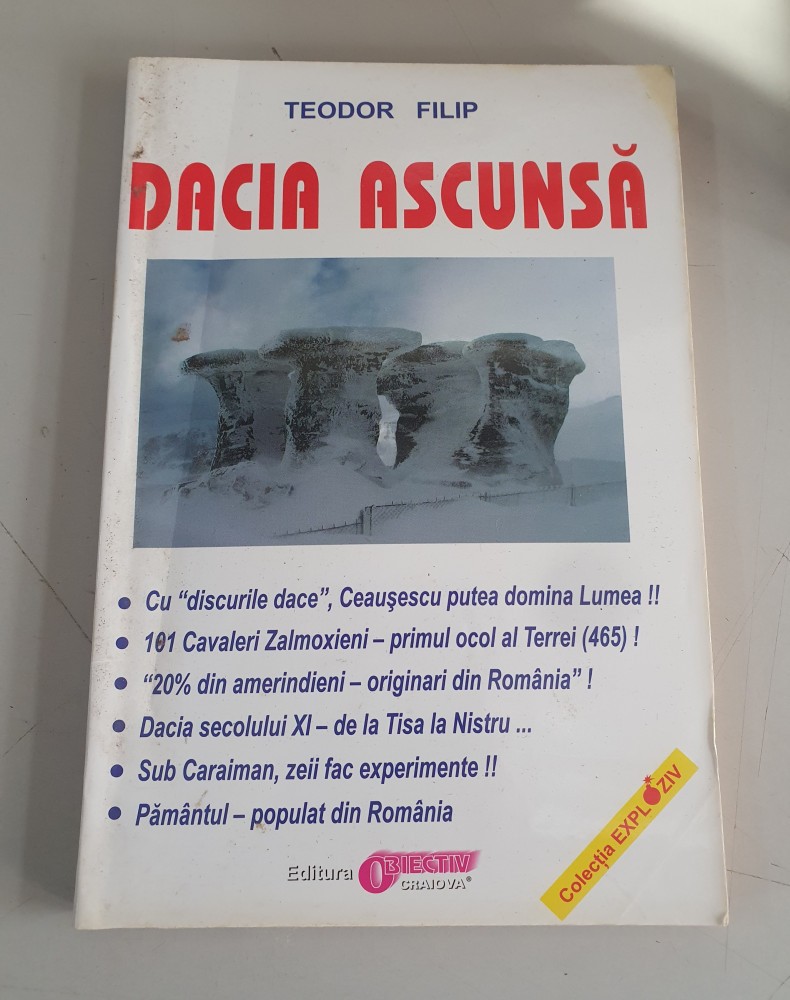 TEODOR FILIP
DACIA ASCUNSĂ
• Cu "discurile dace", Ceauşescu putea domina Lumea !!
• 101 Cavaleri Zalmoxieni – primul ocol al Terrei (465) !
• "20% din amerindieni – originari din România" !
• Dacia secolului XI – de la Tisa la Nistru ...
• Sub Caraiman, zeii fac experimente !!
• Pământul – populat din România
Colecția EXPLOZIV
Editura OBIECTIV
CRAIOVA®